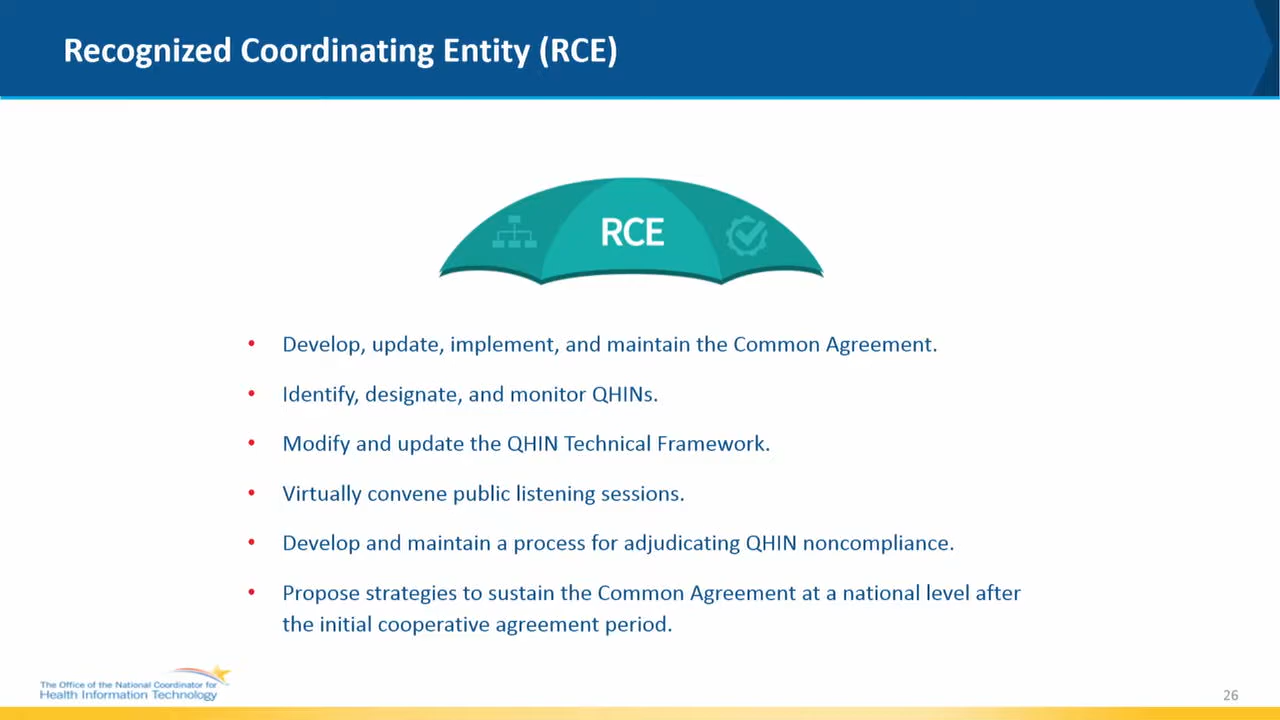 Recognized Coordinating Entity (RCE)
RCE
• Develop, update, implement, and maintain the Common Agreement.
• Identify, designate, and monitor QHINs.
• Modify and update the QHIN Technical Framework.
• Virtually convene public listening sessions.
• Develop and maintain a process for adjudicating QHIN noncompliance.
• Propose strategies to sustain the Common Agreement at a national level after
the initial cooperative agreement period.
The Office of the National Coordinator for
Health Information Technology
26